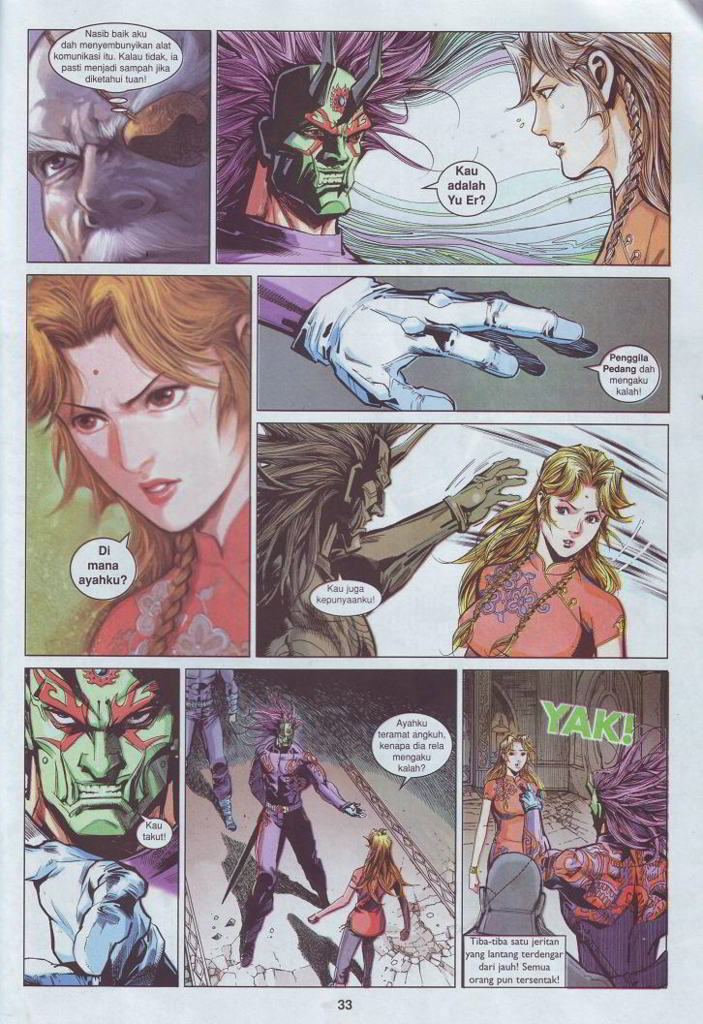 Nasib baik aku
dah menyembunyikan alat
komunikasi itu. Kalau tidak, ia
pasti menjadi sampah jika
diketahui tuan!
Kau
adalah
Yu Er?
Di
mana
ayahku?
Penggila
Pedang dah
mengaku
kalah!
Kau juga
kepunyaanku!
Kau
takut!
Ayahku
teramat angkuh,
kenapa dia rela
mengaku
kalah?
YAK!
Tiba-tiba satu jeritan
yang lantang terdengar
dari jauh! Semua
orang pun tersentak!
33